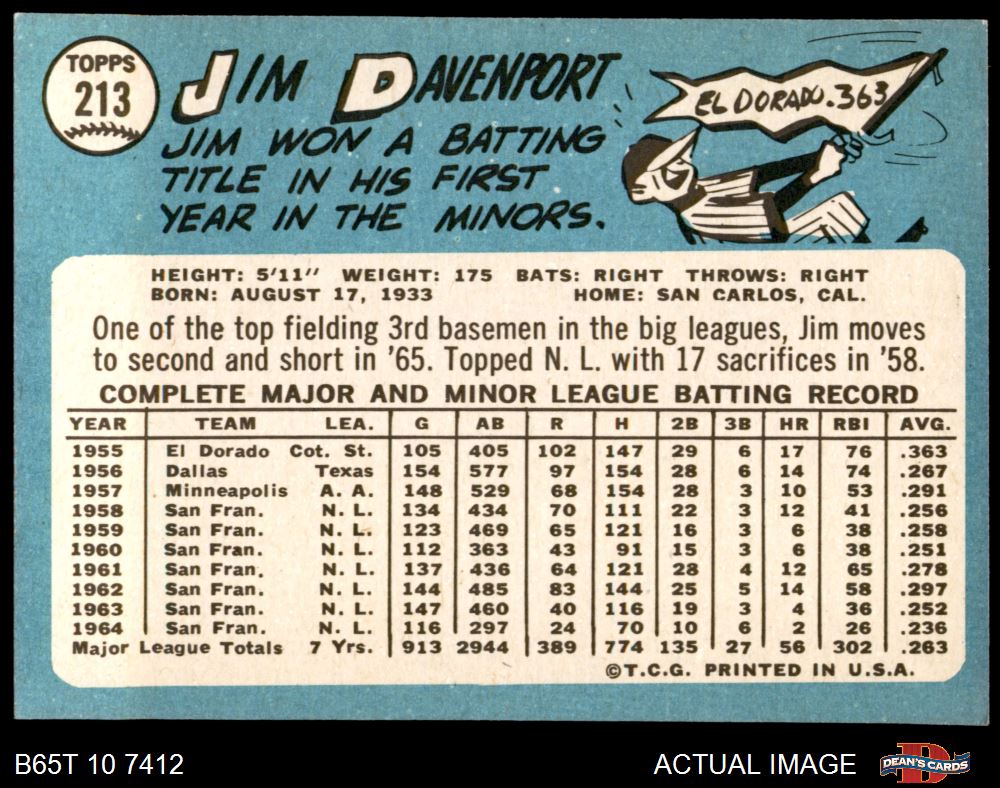 TOPPS
213
JIM DAVENPORT
JIM WON A BATTING
TITLE IN HIS FIRST
YEAR IN THE MINORS.
EL DORADO .363
HEIGHT: 5'11" WEIGHT: 175 BATS: RIGHT THROWS: RIGHT
BORN: AUGUST 17, 1933 HOME: SAN CARLOS, CAL.
One of the top fielding 3rd basemen in the big leagues, Jim moves
to second and short in '65. Topped N. L. with 17 sacrifices in '58.
COMPLETE MAJOR AND MINOR LEAGUE BATTING RECORD
YEAR TEAM LEA. G AB R H 2B 3B HR RBI AVG.
1955 El Dorado Cot. St. 105 405 102 147 29 6 17 76 .363
1956 Dallas Texas 154 577 97 154 28 6 14 74 .267
1957 Minneapolis A. A. 148 529 68 154 28 3 10 53 .291
1958 San Fran. N. L. 134 434 70 111 22 3 12 41 .256
1959 San Fran. N. L. 123 469 65 121 16 3 6 38 .258
1960 San Fran. N. L. 112 363 43 91 15 3 6 38 .251
1961 San Fran. N. L. 137 436 64 121 28 4 12 65 .278
1962 San Fran. N. L. 144 485 83 144 25 5 14 58 .297
1963 San Fran. N. L. 147 460 40 116 19 3 4 36 .252
1964 San Fran. N. L. 116 297 24 70 10 6 2 26 .236
Major League Totals 7 Yrs. 913 2944 389 774 135 27 56 302 .263
©T.C.G. PRINTED IN U.S.A.
B65T 10 7412
ACTUAL IMAGE
DEAN'S CARDS